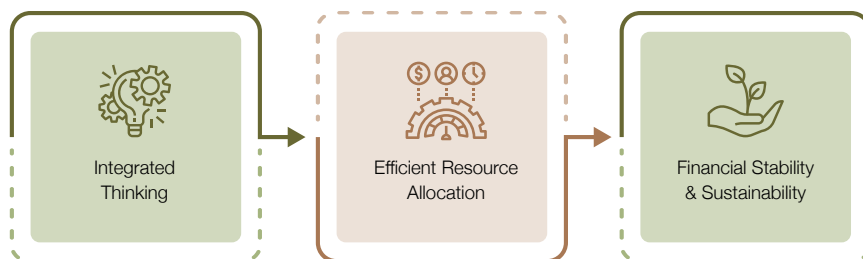 $
Integrated
Thinking
Efficient Resource
Allocation
Financial Stability
& Sustainability